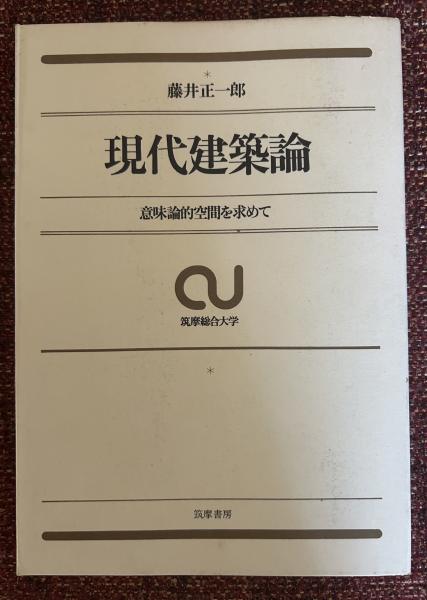 *
藤井正一郎
現代建築論
意味論的空間を求めて
筑摩総合大学
*
筑摩書房